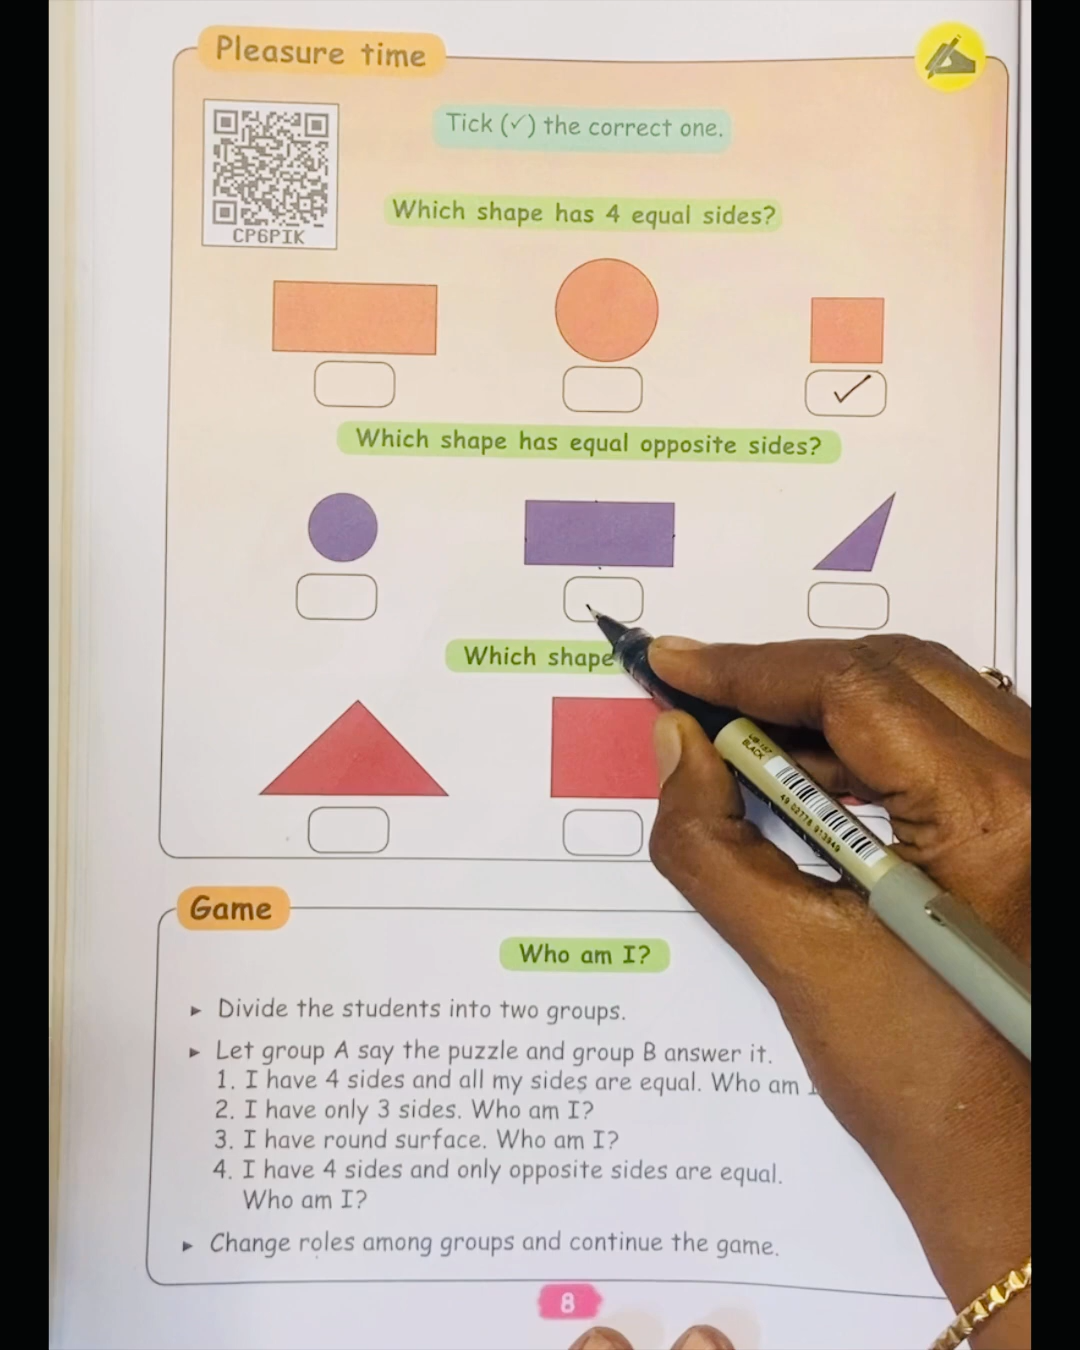 Pleasure time
Tick (✓) the correct one.
CP6PIK
Which shape has 4 equal sides?
✓
Which shape has equal opposite sides?
Which shape
BLACK
49 02778 913949
Game
Who am I?
► Divide the students into two groups.
► Let group A say the puzzle and group B answer it.
1. I have 4 sides and all my sides are equal. Who am I
2. I have only 3 sides. Who am I?
3. I have round surface. Who am I?
4. I have 4 sides and only opposite sides are equal.
Who am I?
► Change roles among groups and continue the game.
8